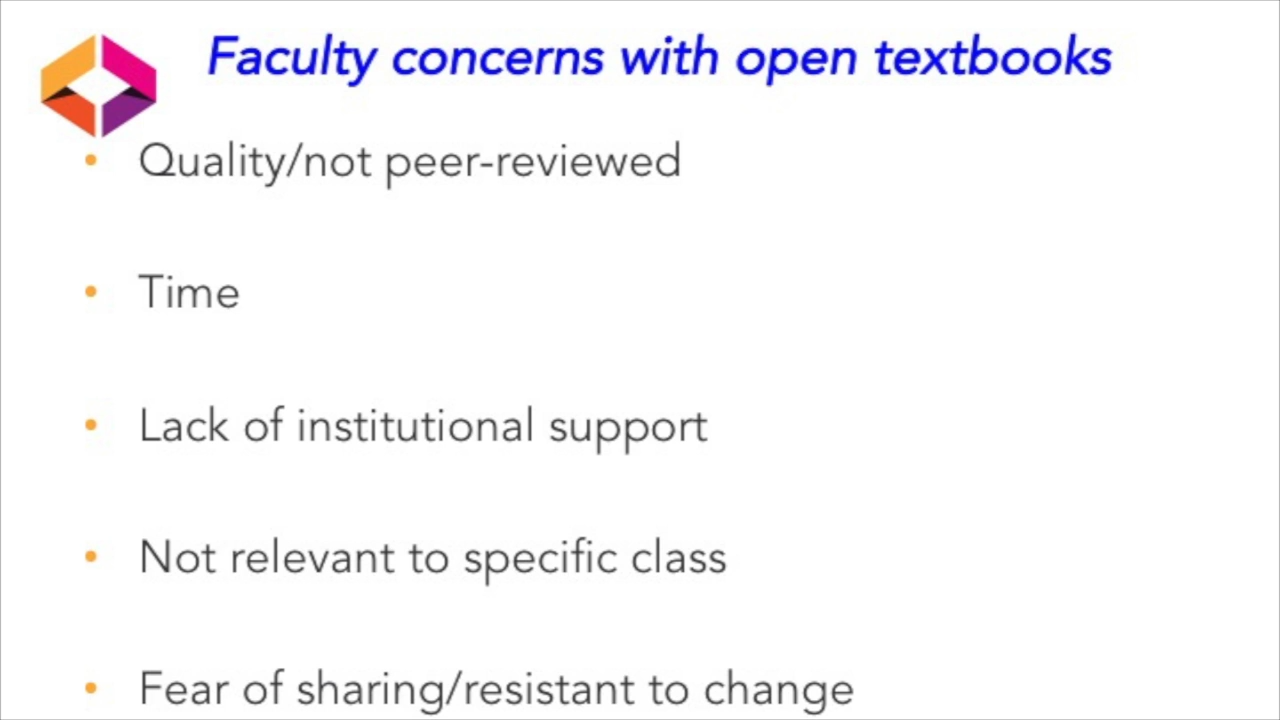 Faculty concerns with open textbooks
• Quality/not peer-reviewed
• Time
• Lack of institutional support
• Not relevant to specific class
• Fear of sharing/resistant to change